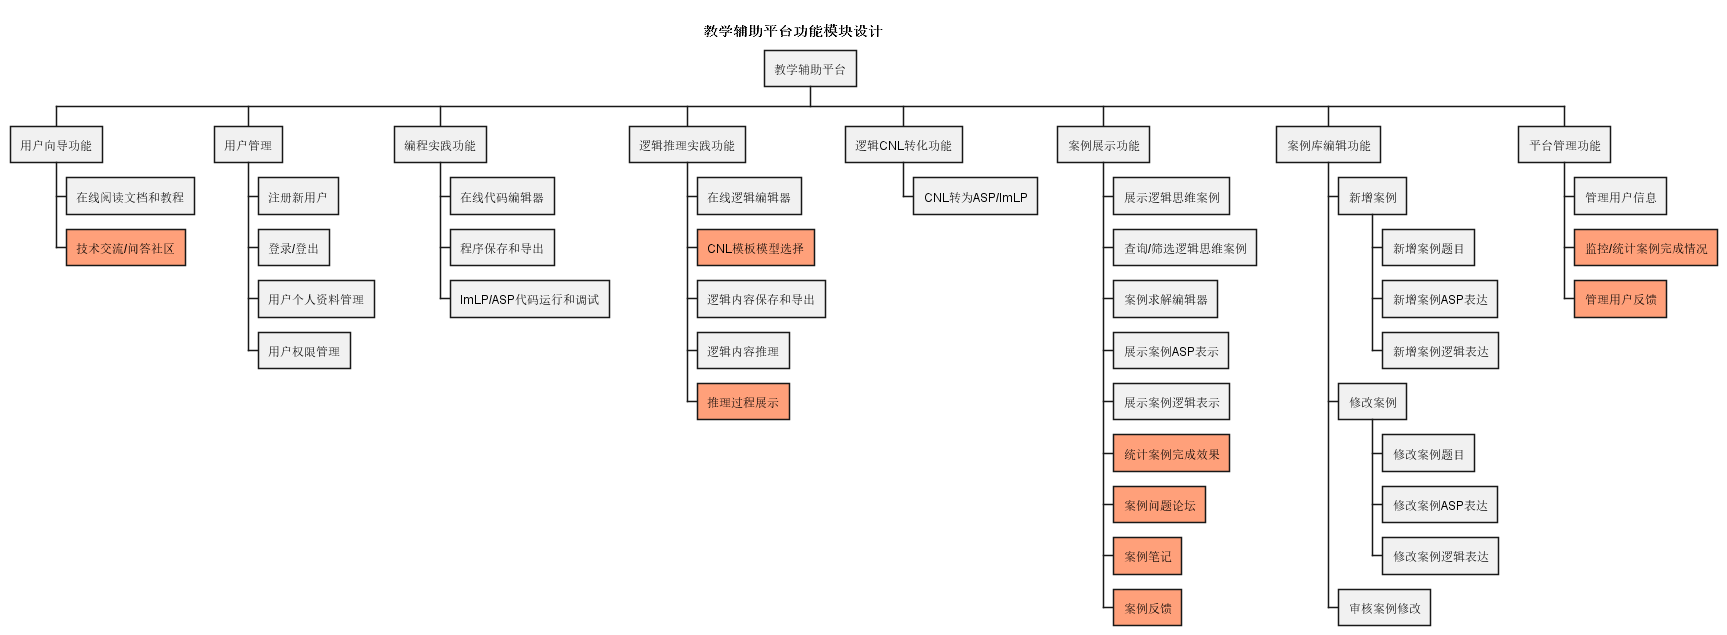 教学辅助平台功能模块设计
教学辅助平台
用户向导功能
在线阅读文档和教程
技术交流/问答社区
用户管理
注册新用户
登录/登出
用户个人资料管理
用户权限管理
编程实践功能
在线代码编辑器
程序保存和导出
ImLP/ASP代码运行和调试
逻辑推理实践功能
在线逻辑编辑器
CNL模板模型选择
逻辑内容保存和导出
逻辑内容推理
推理过程展示
逻辑CNL转化功能
CNL转为ASP/ImLP
案例展示功能
展示逻辑思维案例
查询/筛选逻辑思维案例
案例求解编辑器
展示案例ASP表示
展示案例逻辑表示
统计案例完成效果
案例问题论坛
案例笔记
案例反馈
案例库编辑功能
新增案例
新增案例题目
新增案例ASP表达
新增案例逻辑表达
修改案例
修改案例题目
修改案例ASP表达
修改案例逻辑表达
审核案例修改
平台管理功能
管理用户信息
监控/统计案例完成情况
管理用户反馈